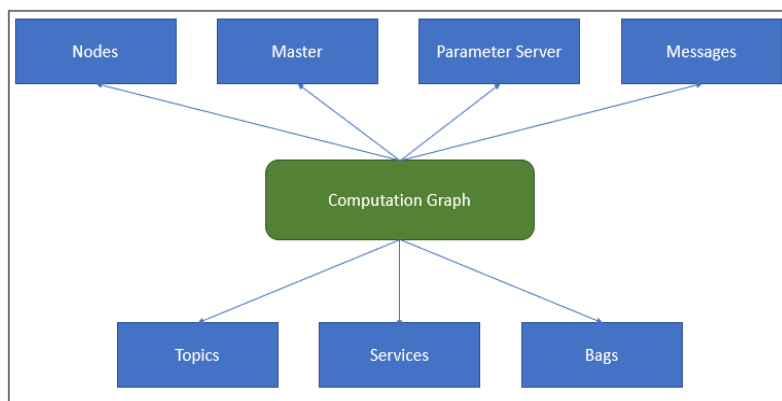 Nodes
Master
Parameter Server
Messages
Computation Graph
Topics
Services
Bags